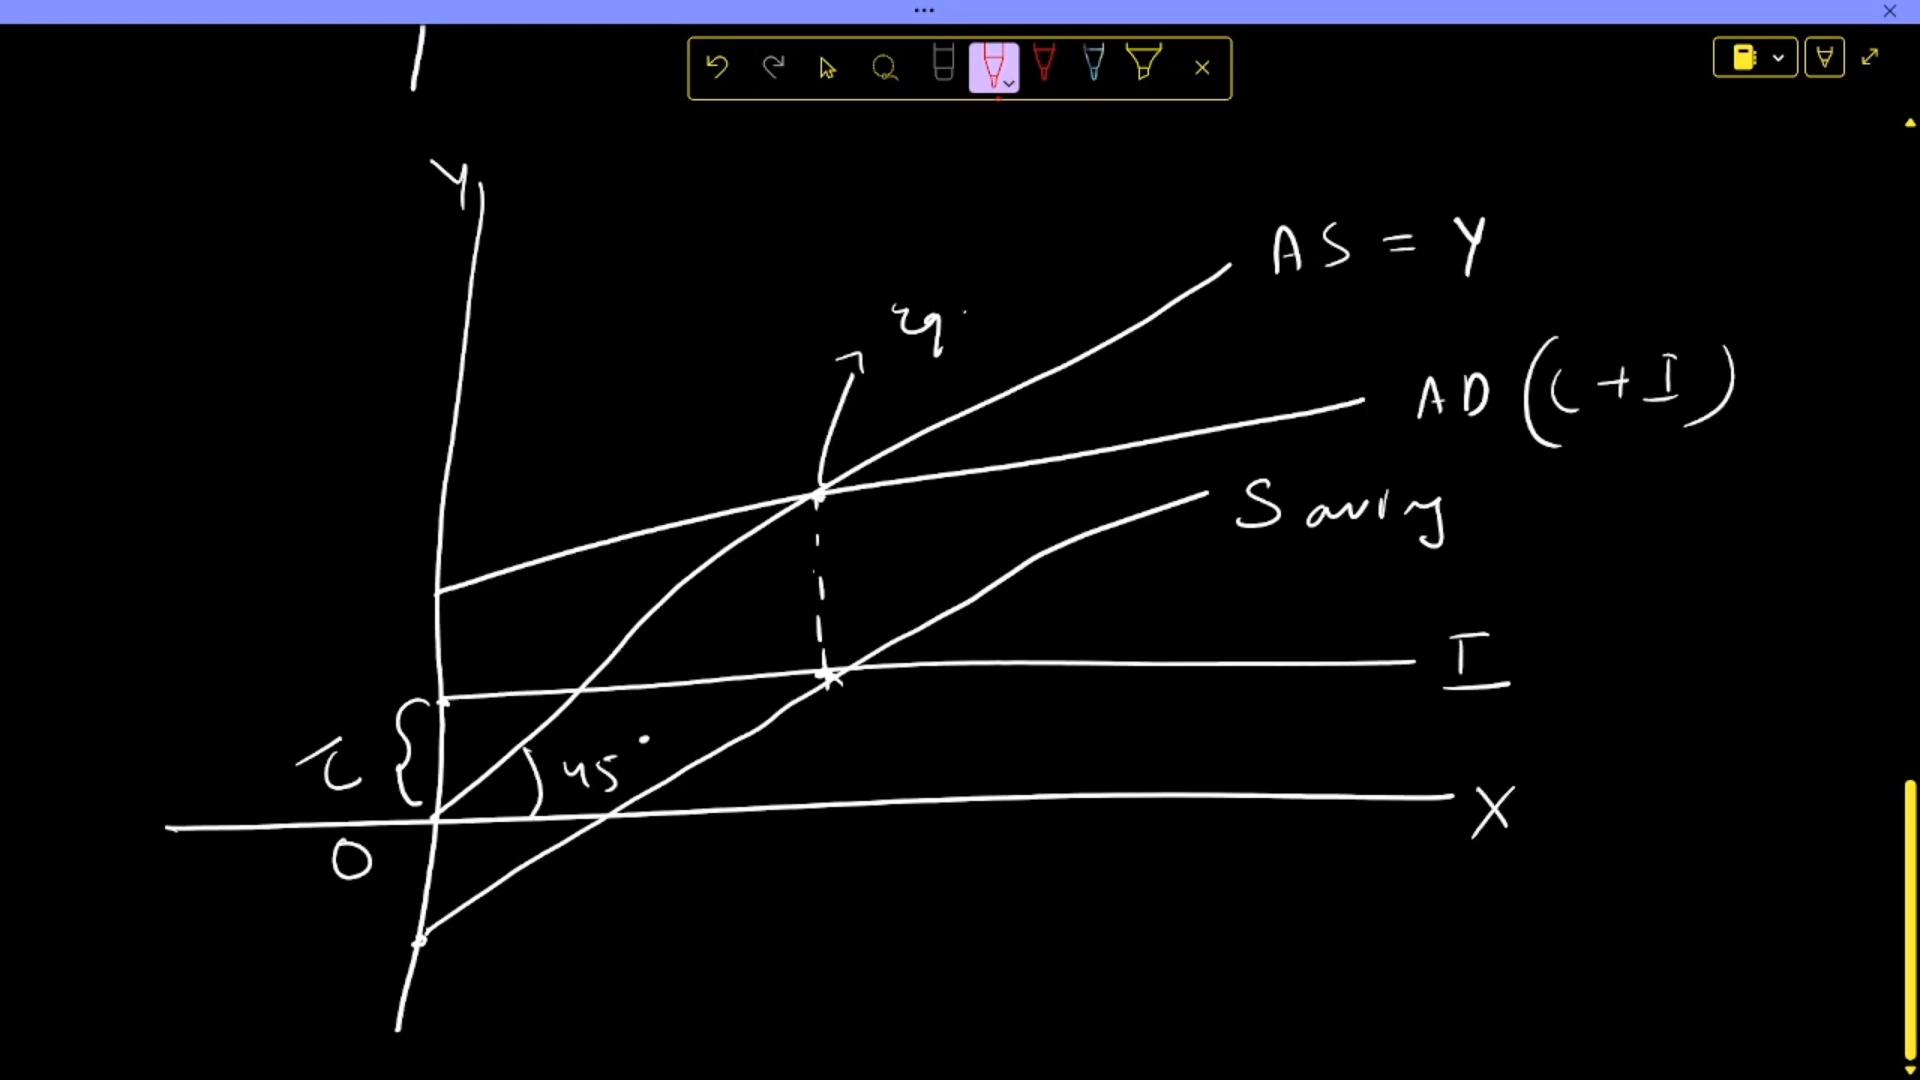 Y
AS = Y
eq.
AD (C + I)
Saving
I
45°
X
O